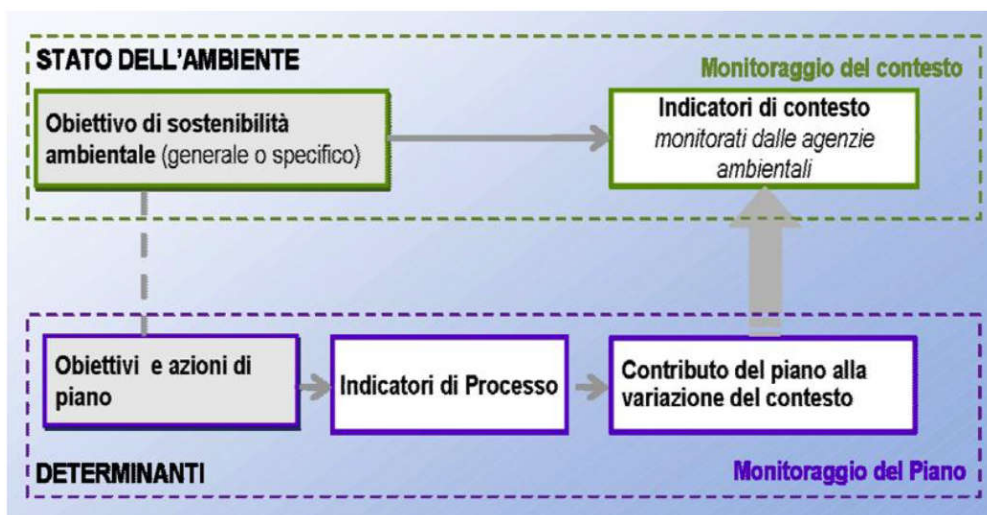 STATO DELL'AMBIENTE
Monitoraggio del contesto
Obiettivo di sostenibilità
ambientale (generale o specifico)
Indicatori di contesto
monitorati dalle agenzie
ambientali
Obiettivi e azioni di
piano
Indicatori di Processo
Contributo del piano alla
variazione del contesto
DETERMINANTI
Monitoraggio del Piano